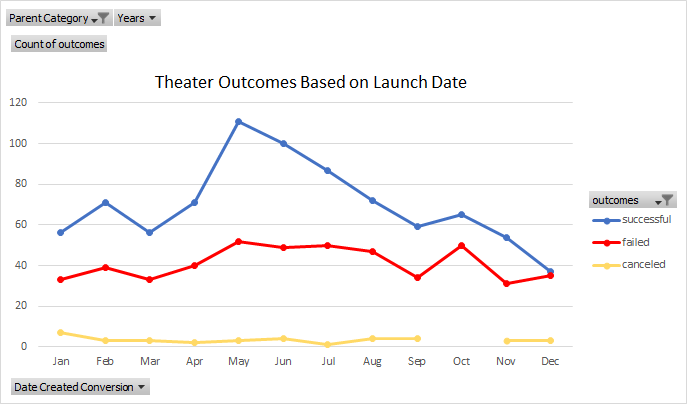 Parent Category Years
Count of outcomes
Theater Outcomes Based on Launch Date
120
100
80
60
40
20
0
Jan Feb Mar Apr May Jun Jul Aug Sep Oct Nov Dec
outcomes
successful
failed
canceled
Date Created Conversion